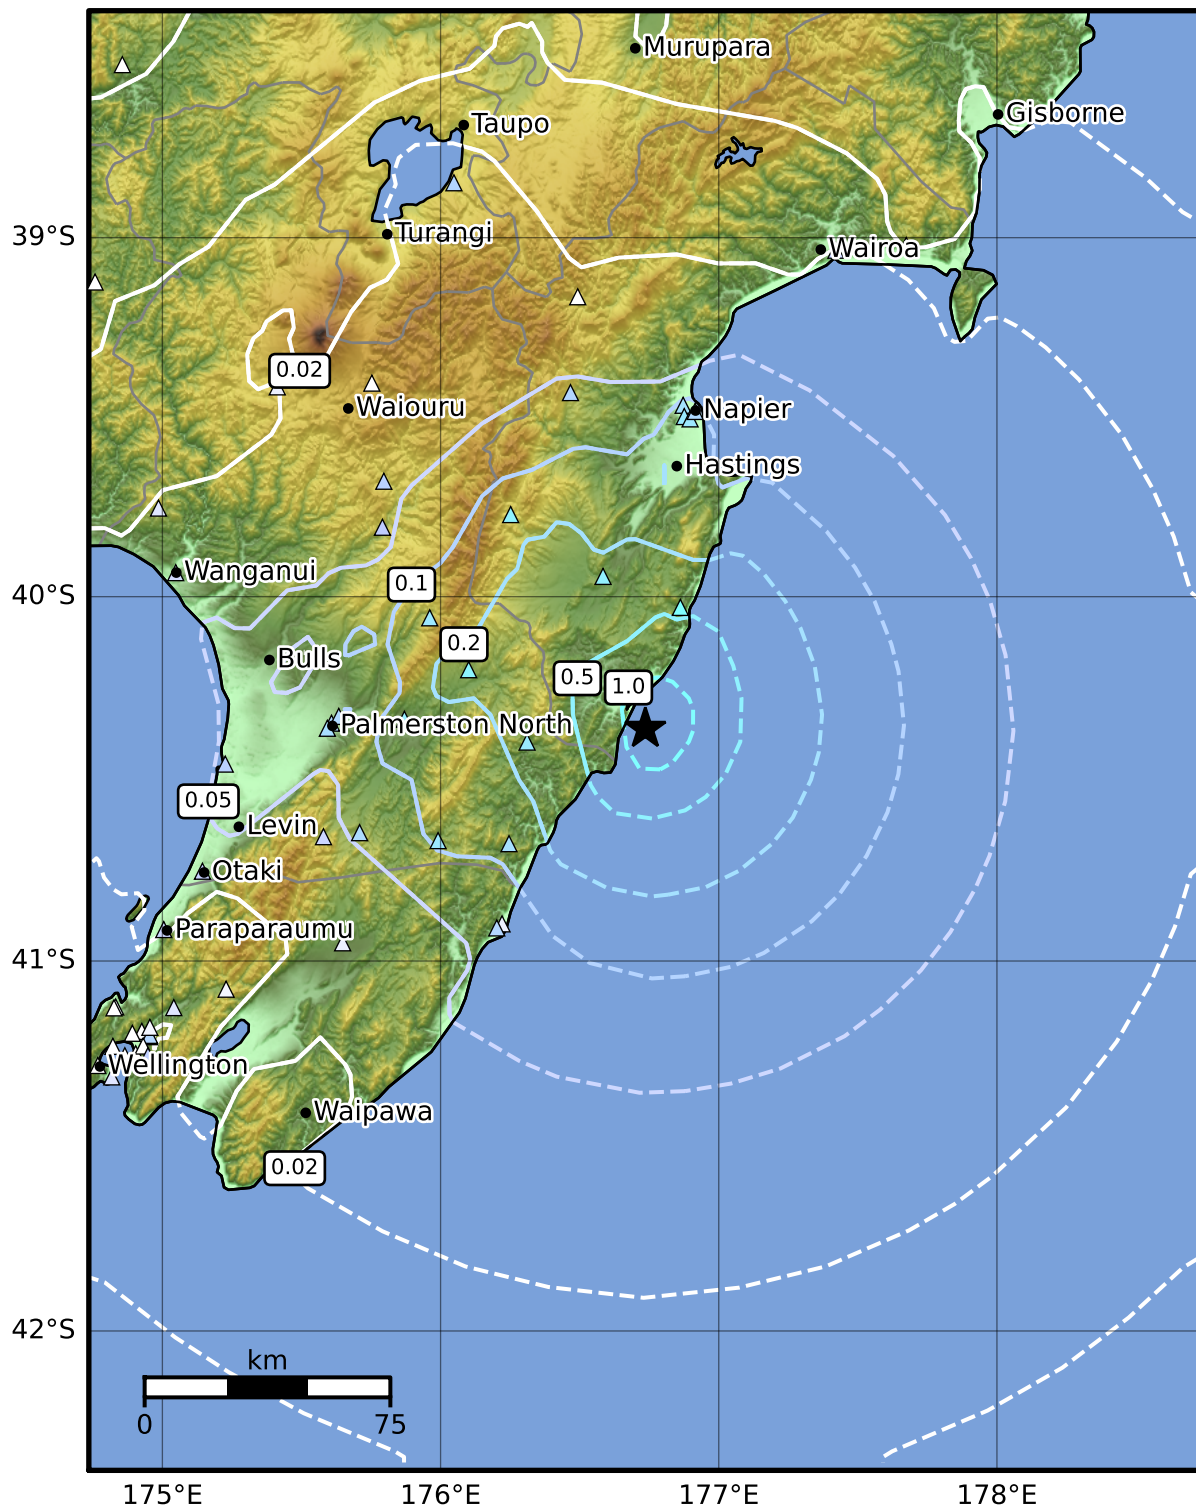 Murupara
Gisborne
Taupo
39°S
Turangi
Wairoa
0.02
Waiouru
Napier
Hastings
Wanganui
0.1
40°S
0.2
Bulls
0.5
1.0
Palmerston North
0.05
Levin
Otaki
Paraparaumu
41°S
Wellington
Waipawa
0.02
42°S
km
0
75
175°E
176°E
177°E
178°E